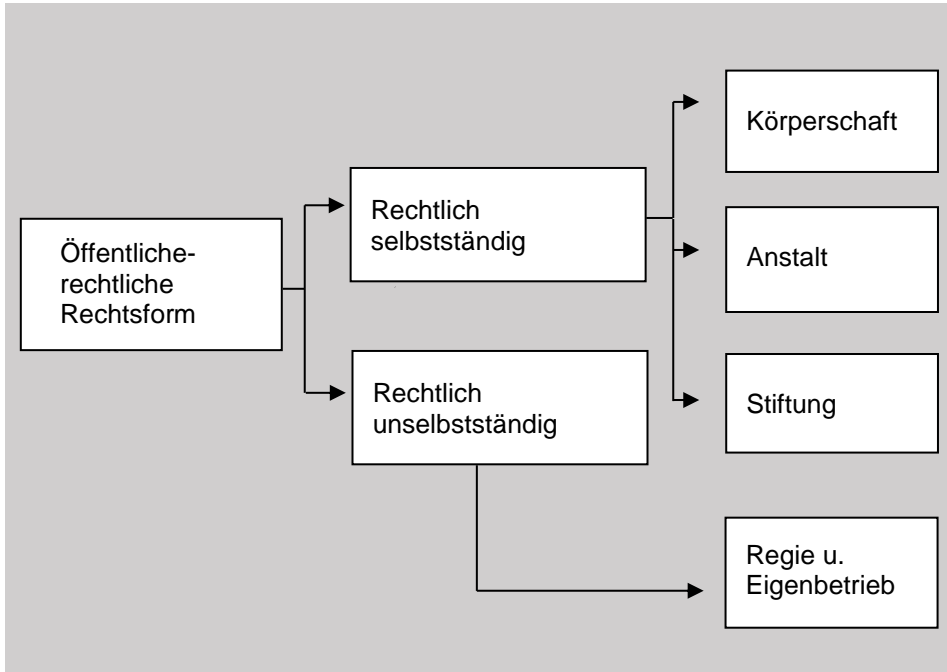 Öffentliche-
rechtliche
Rechtsform
Rechtlich
selbstständig
Rechtlich
unselbstständig
Körperschaft
Anstalt
Stiftung
Regie u.
Eigenbetrieb